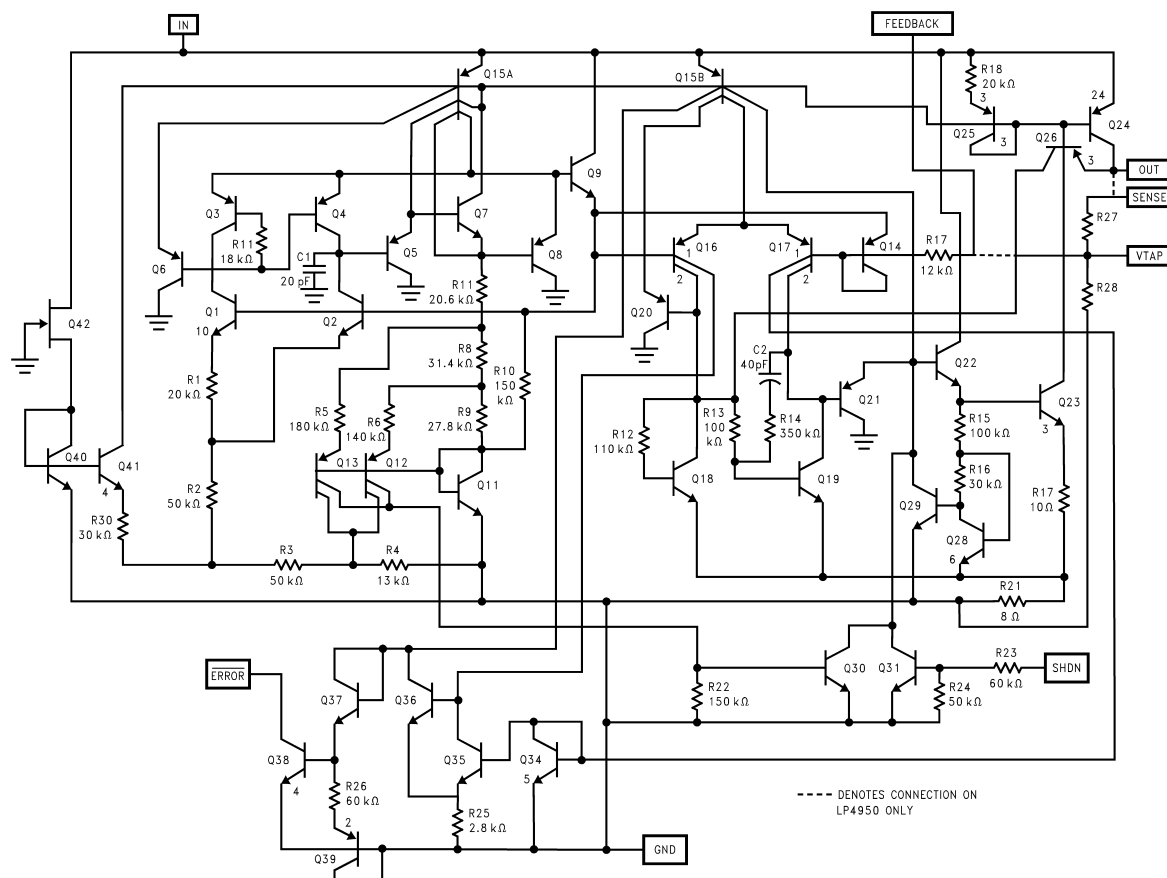 IN
FEEDBACK
Q15A
Q15B
R18
20 kΩ
3
24
Q25
3
Q24
Q26
3
OUT
SENSE
Q9
Q3
Q4
Q7
R11
18 kΩ
C1
20 pF
Q5
Q8
Q6
Q16
1
2
Q17
1
2
Q14
R17
12 kΩ
R27
VTAP
R28
R11
20.6 kΩ
Q42
Q1
10
Q2
Q20
R8
31.4 kΩ
R10
150
kΩ
C2
40pF
Q22
R1
20 kΩ
R5
180 kΩ
R6
140 kΩ
R9
27.8 kΩ
Q21
Q23
3
R12
110 kΩ
R13
100
kΩ
R14
350 kΩ
R15
100 kΩ
Q40
Q41
4
Q13
Q12
Q11
Q18
Q19
R16
30 kΩ
R2
50 kΩ
R30
30 kΩ
Q29
R17
10Ω
Q28
6
R3
50 kΩ
R4
13 kΩ
R21
8 Ω
ERROR
Q37
Q36
Q30
Q31
R23
60 kΩ
SHDN
R22
150 kΩ
R24
50 kΩ
Q38
4
Q35
Q34
5
R26
60 kΩ
DENOTES CONNECTION ON
LP4950 ONLY
R25
2.8 kΩ
2
Q39
GND